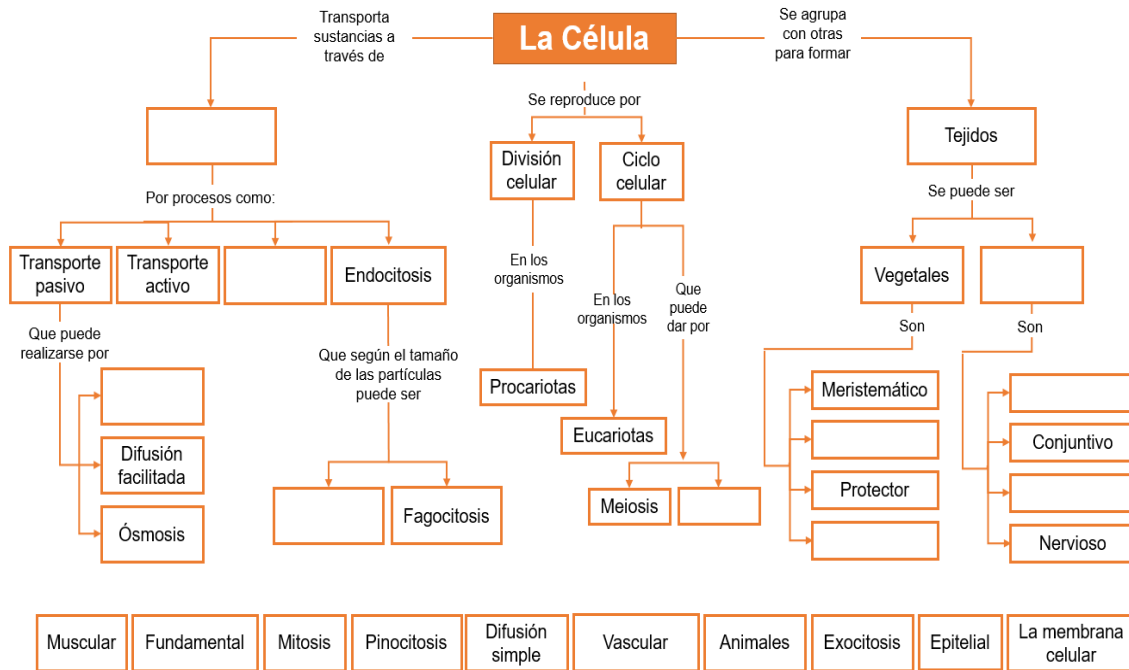 Transporta
sustancias a
través de
La Célula
Se agrupa
con otras
para formar
Se reproduce por
División
celular
Ciclo
celular
Tejidos
Por procesos como:
Se puede ser
Transporte
pasivo
Transporte
activo
Endocitosis
En los
organismos
En los
organismos
Que
puede
dar por
Vegetales
Que puede
realizarse por
Que según el tamaño
de las partículas
puede ser
Son
Son
Procariotas
Meristemático
Difusión
facilitada
Eucariotas
Conjuntivo
Fagocitosis
Meiosis
Protector
Ósmosis
Nervioso
Muscular
Fundamental
Mitosis
Pinocitosis
Difusión
simple
Vascular
Animales
Exocitosis
Epitelial
La membrana
celular